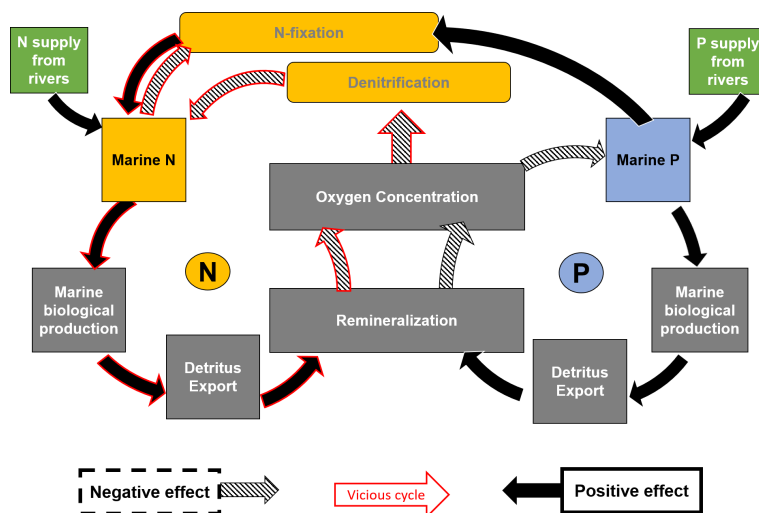 N supply
from
rivers
N-fixation
Denitrification
P supply
from
rivers
Marine N
Oxygen Concentration
Marine P
N
P
Marine
biological
production
Remineralization
Marine
biological
production
Detritus
Export
Detritus
Export
Negative effect
Vicious cycle
Positive effect